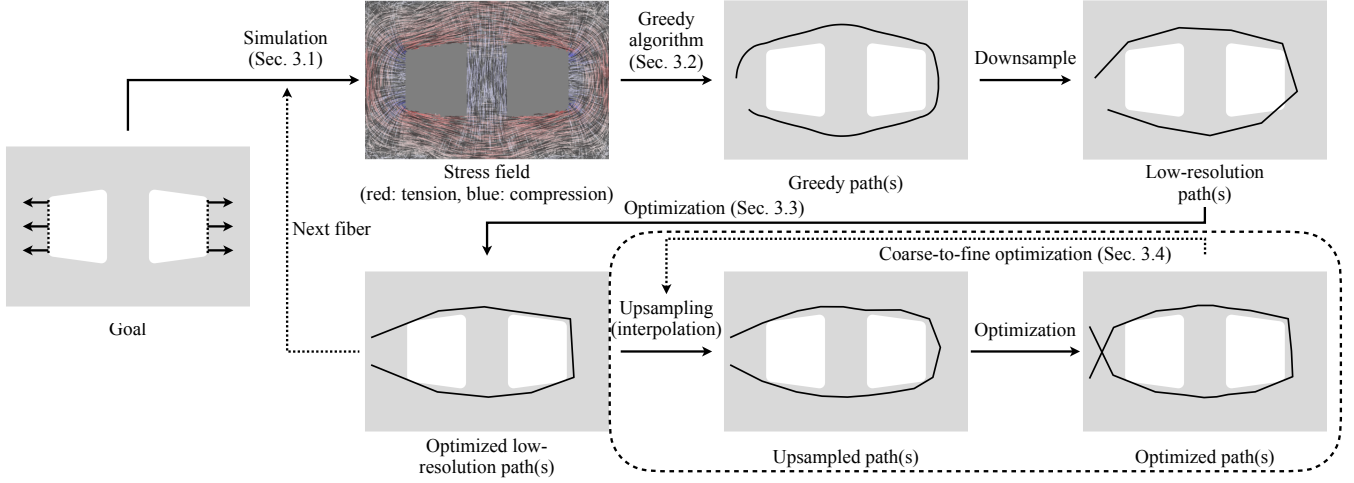 Simulation
(Sec. 3.1)
Greedy
algorithm
(Sec. 3.2)
Downsample
Stress field
(red: tension, blue: compression)
Greedy path(s)
Low-resolution
path(s)
Goal
Next fiber
Optimization (Sec. 3.3)
Coarse-to-fine optimization (Sec. 3.4)
Upsampling
(interpolation)
Optimization
Optimized low-
resolution path(s)
Upsampled path(s)
Optimized path(s)